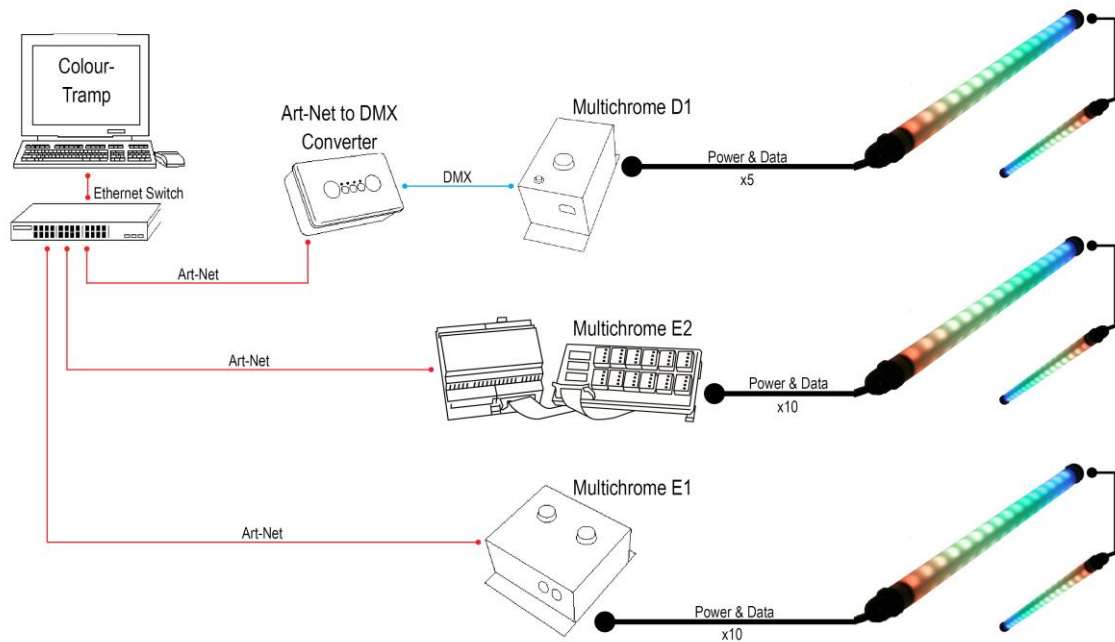 Colour-
Tramp
Ethernet Switch
Art-Net to DMX
Converter
DMX
Multichrome D1
Power & Data
x5
Art-Net
Art-Net
Multichrome E2
Power & Data
x10
Art-Net
Multichrome E1
Power & Data
x10